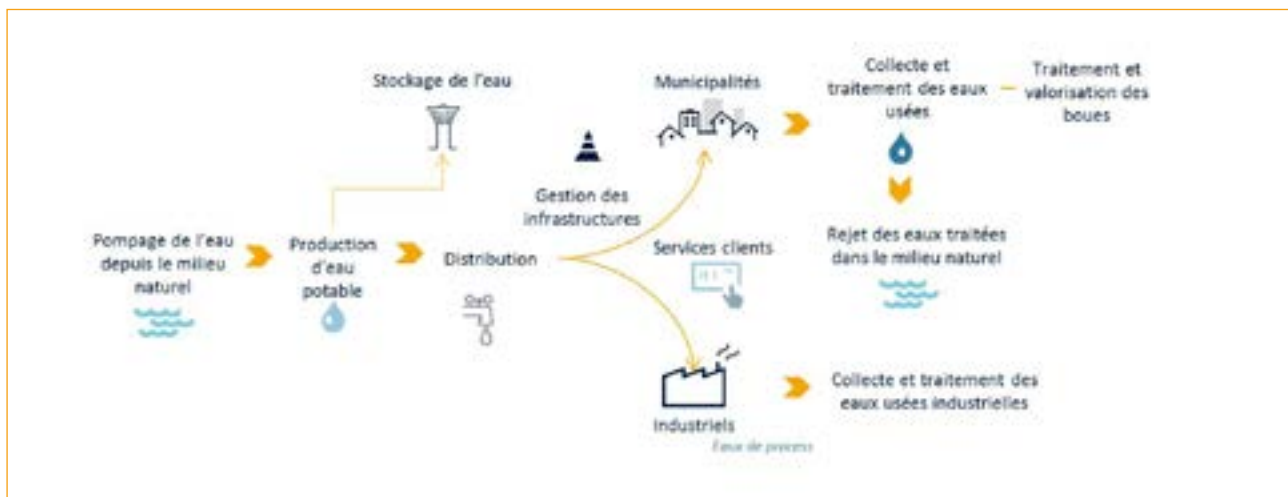 Stockage de l'eau
Municipalités
Collecte et
traitement des eaux
usées
Traitement et
valorisation des
boues
Gestion des
infrastructures
Pompage de l'eau
depuis le milieu
naturel
Production
d'eau
potable
Distribution
Services clients
Rejet des eaux traitées
dans le milieu naturel
Industriels
Eaux de process
Collecte et traitement des
eaux usées industrielles